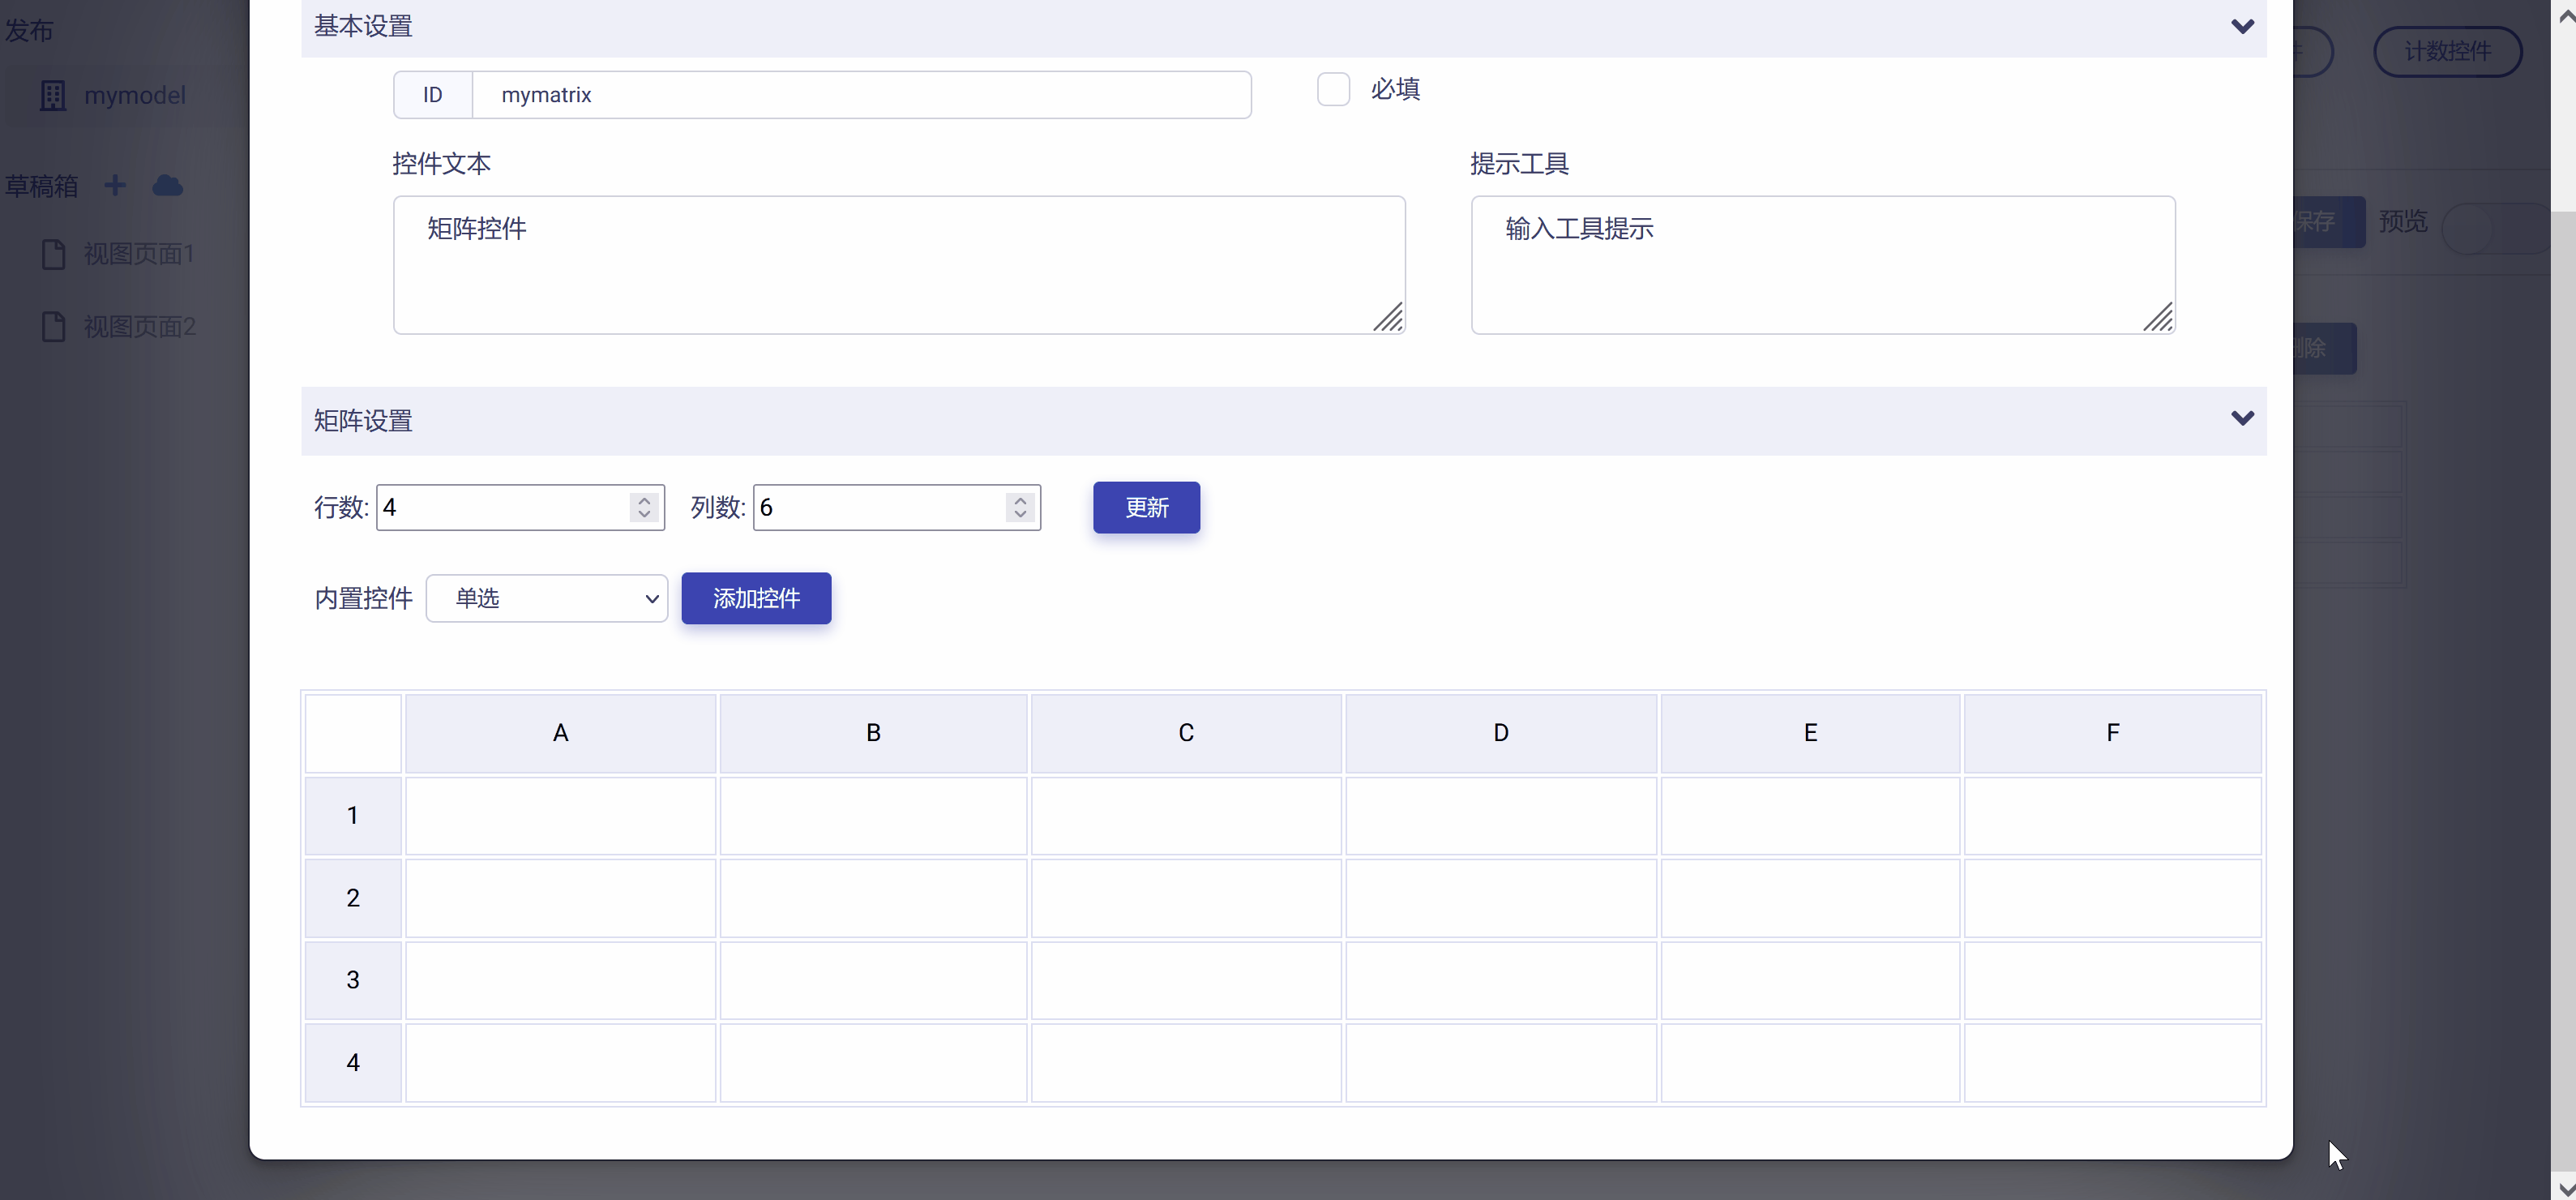 发布
mymodel
草稿箱
视图页面1
视图页面2
基本设置
ID mymatrix
必填
控件文本
矩阵控件
提示工具
输入工具提示
矩阵设置
行数: 4 列数: 6 更新
内置控件 单选 添加控件
A B C D E F
1
2
3
4
件 计数控件
保存 预览
删除